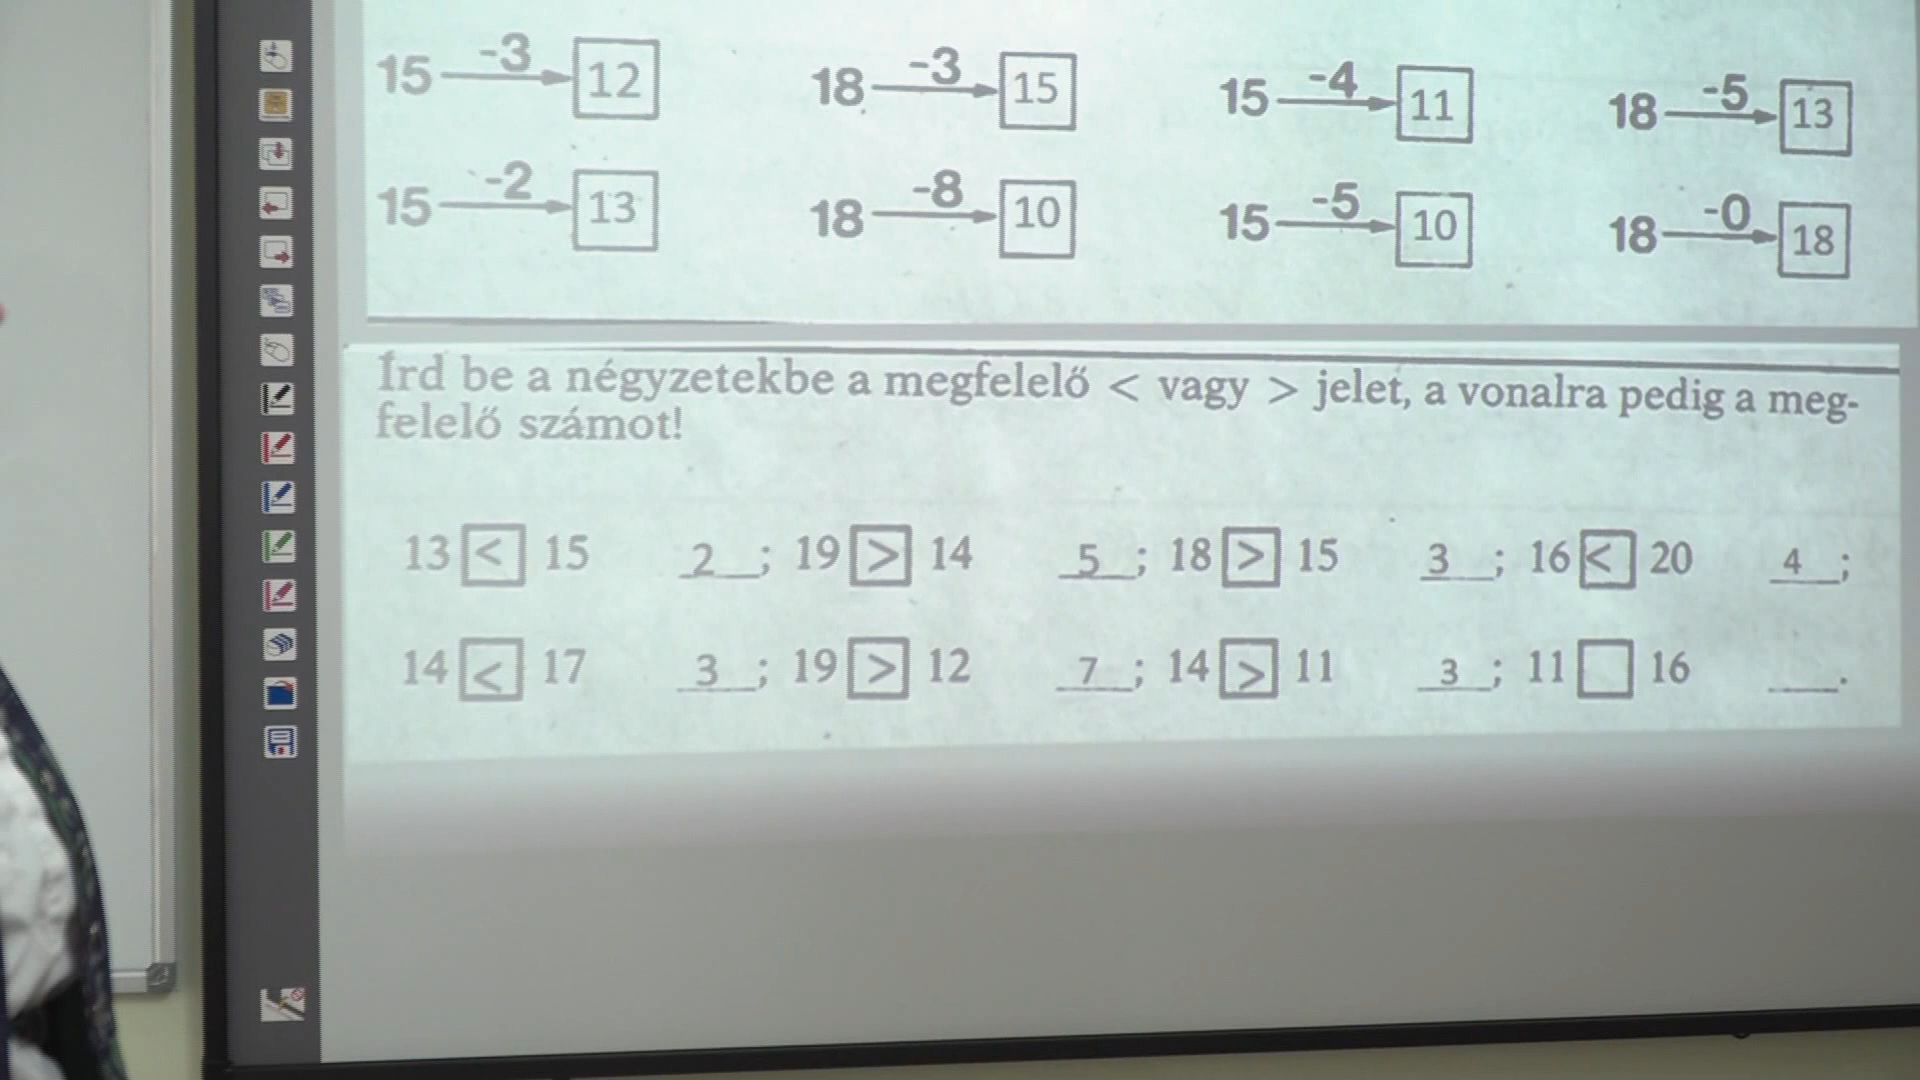 15 -3 → 12 18 -3 → 15 15 -4 → 11 18 -5 → 13
15 -2 → 13 18 -8 → 10 15 -5 → 10 18 -0 → 18
Írd be a négyzetekbe a megfelelő < vagy > jelet, a vonalra pedig a meg-
felelő számot!
13 < 15 2 ; 19 > 14 5 ; 18 > 15 3 ; 16 < 20 4 ;
14 < 17 3 ; 19 > 12 7 ; 14 > 11 3 ; 11 □ 16 ___.